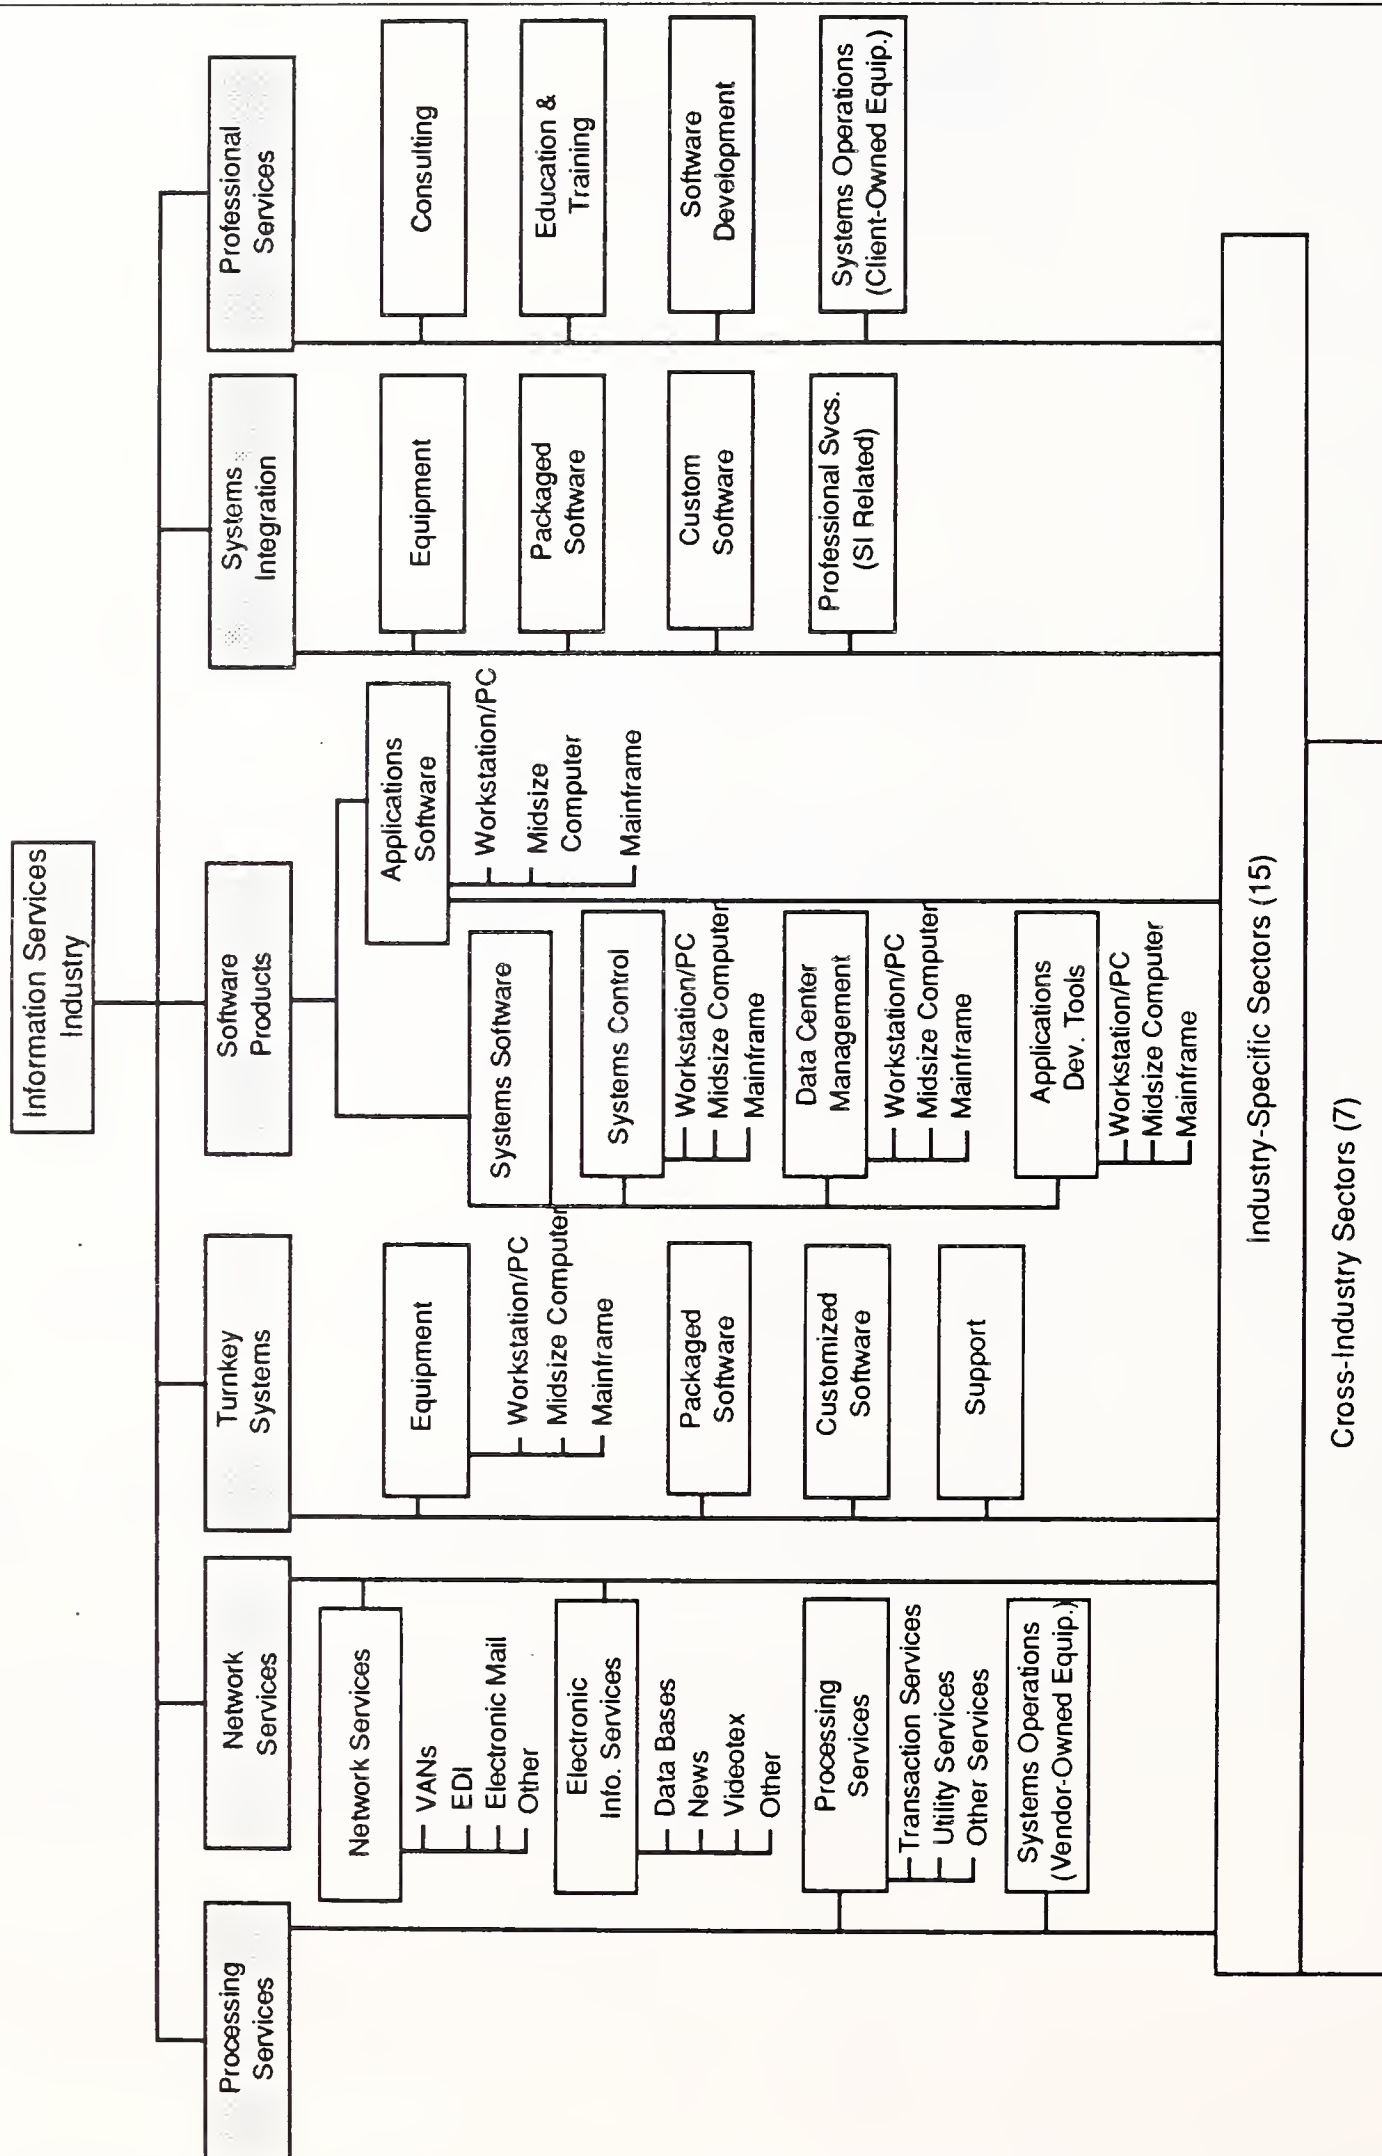 Information Services
Industry
Processing
Services
Network
Services
Turnkey
Systems
Software
Products
Systems
Integration
Professional
Services
Processing
Services
Transaction Services
Utility Services
Other Services
Systems Operations
(Vendor-Owned Equip.)
Network Services
VANs
EDI
Electronic Mail
Other
Electronic
Info. Services
Data Bases
News
Videotex
Other
Equipment
Workstation/PC
Midsize Computer
Mainframe
Packaged
Software
Customized
Software
Support
Systems Software
Systems Control
Workstation/PC
Midsize Computer
Mainframe
Data Center
Management
Workstation/PC
Midsize Computer
Mainframe
Applications
Dev. Tools
Workstation/PC
Midsize Computer
Mainframe
Applications
Software
Workstation/PC
Midsize
Computer
Mainframe
Equipment
Packaged
Software
Custom
Software
Professional Svcs.
(SI Related)
Consulting
Education &
Training
Software
Development
Systems Operations
(Client-Owned Equip.)
Industry-Specific Sectors (15)
Cross-Industry Sectors (7)